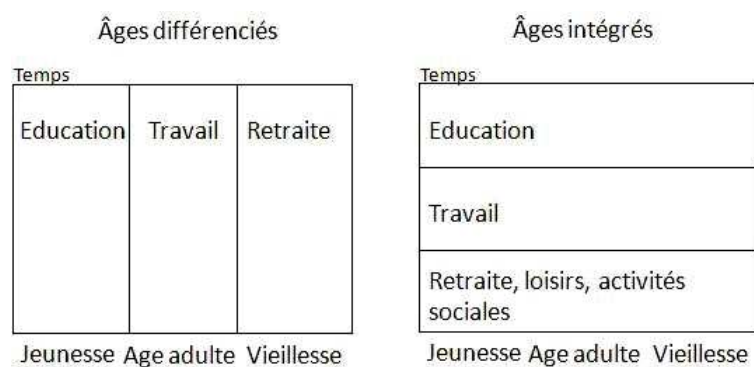 Âges différenciés
Temps
Education Travail Retraite
Jeunesse Age adulte Vieillesse
Âges intégrés
Temps
Education
Travail
Retraite, loisirs, activités
sociales
Jeunesse Age adulte Vieillesse